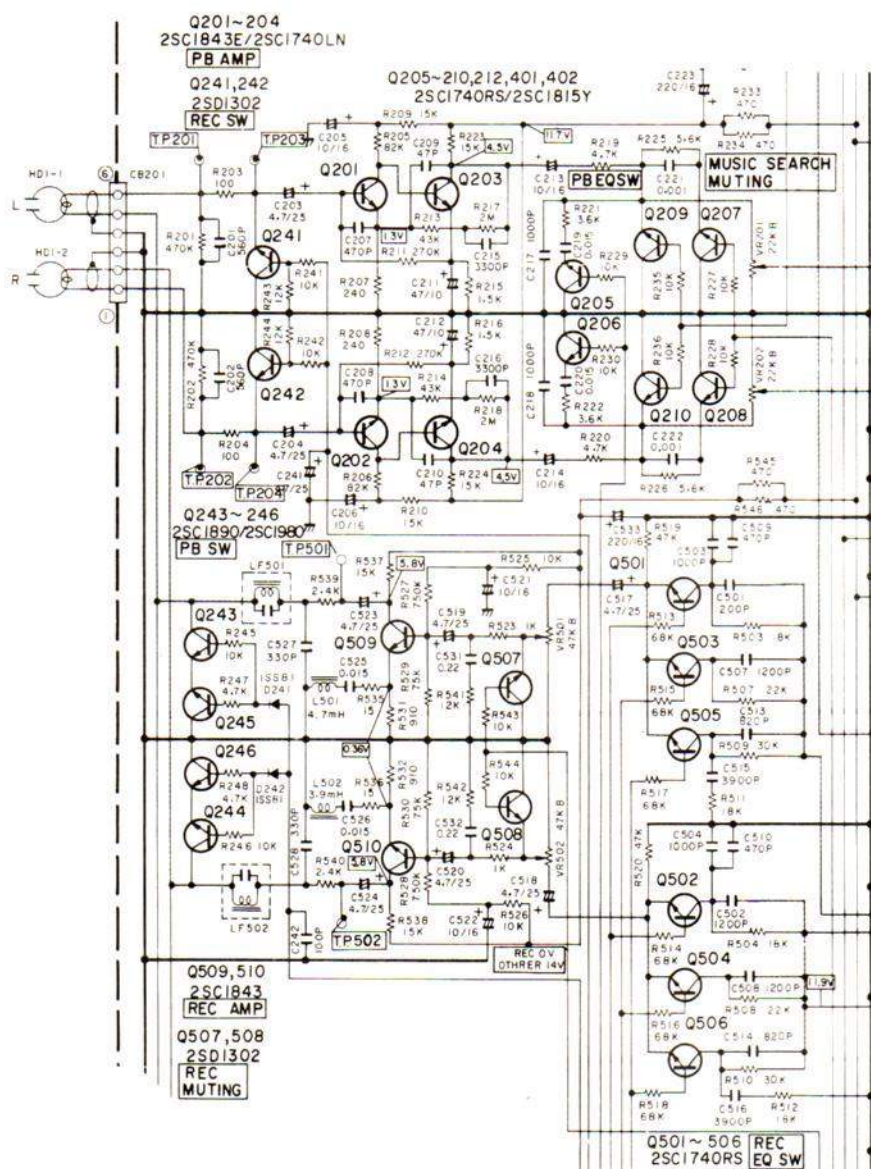 Q201~204
2SC1843E/2SC1740LN
PB AMP
Q241,242
2SD1302
REC SW
Q205~210,212,401,402
2SC1740RS/2SC1815Y
C223
220/16
R233
470
R234 470
MUSIC SEARCH
MUTING
T.P201
T.P203
C205
10/16
R209 15K
R205
82K
C209
47P
R223
15K
4.5V
11.7V
R219
4.7K
R225 5.6K
C221
0.001
PB EQ SW
C213
10/16
HD1-1
L
HD1-2
R
6
CB201
1
R203
100
C203
4.7/25
Q201
Q203
R201
470K
C201
560P
Q241
R241
10K
R243
12K
C207
470P
1.3V
R213
43K
R217
2M
C215
3300P
R211 270K
R207
240
C211
47/10
R215
1.5K
C217 1000P
R221
3.6K
C219
0.015
R229
10K
Q205
Q209
Q207
R235
10K
R227
10K
VR201
22KB
R244
12K
R242
10K
Q242
R202 470K
C202
560P
R208
240
C212
47/10
R216
1.5K
R212 270K
C208
470P
1.3V
R214
43K
C216
3300P
R218
2M
Q206
R230
10K
C218 1000P
C220
0.015
R222
3.6K
R236
10K
R228
10K
Q210
Q208
VR202
22KB
R204
100
C204
4.7/25
Q202
Q204
T.P202
T.P204
C241
R206
82K
C206
10/16
C210
47P
R224
15K
R210
15K
4.5V
C214
10/16
R220
4.7K
C222
0.001
R226 5.6K
R545
470
R546 470
Q243~246
2SC1890/2SC1980
PB SW
T.P501
LF501
R539
2.4K
R537
15K
5.8V
C523
4.7/25
R527
750K
R525 10K
C521
10/16
C519
4.7/25
R523 1K
VR501
47KB
C533
220/16
Q501
C517
4.7/25
R519
47K
C503
1000P
C509
470P
C501
1200P
R513
68K
R503 18K
Q503
C507 1200P
R515
68K
R507 22K
Q505
C513
820P
R509 30K
C515
3900P
R511
18K
R517
68K
Q243
R245
10K
R247
4.7K
1SS81
D241
Q245
C527
330P
C525
0.015
L501
4.7mH
R535
15
Q509
R529
75K
R531
910
C531
0.22
R541
12K
Q507
R543
10K
0.36V
Q246
R248
4.7K
D242
1SS81
Q244
R246 10K
L502
3.9mH
C526
0.015
R536
15
R532
910
R530
75K
R542
12K
C532
0.22
R544
10K
Q508
R524
1K
VR502 47KB
C528 330P
Q510
5.8V
R540
2.4K
C524
4.7/25
R528
750K
C520
4.7/25
C518
4.7/25
R538
15K
C522
10/16
R526
10K
LF502
C242
100P
T.P502
REC 0V
OTHRER 14V
R520 47K
C504
1000P
C510
470P
Q502
C502
1200P
R514
68K
R504 18K
Q504
C508 1200P
R508 22K
11.9V
R516
68K
Q506
C514 820P
R510 30K
R518
68K
C516
3900P
R512
18K
Q509,510
2SC1843
REC AMP
Q507,508
2SD1302
REC
MUTING
Q501~506
2SC1740RS
REC
EQ SW